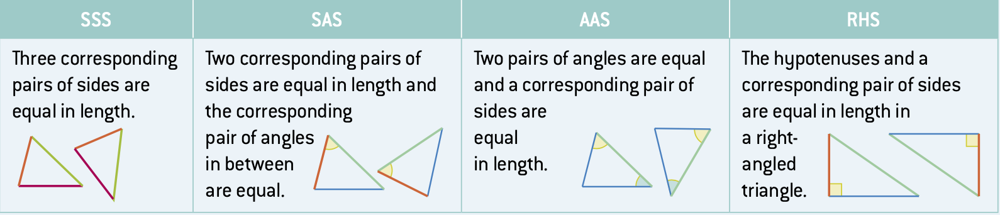 SSS
Three corresponding
pairs of sides are
equal in length.
SAS
Two corresponding pairs of
sides are equal in length and
the corresponding
pair of angles
in between
are equal.
AAS
Two pairs of angles are equal
and a corresponding pair of
sides are
equal
in length.
RHS
The hypotenuses and a
corresponding pair of sides
are equal in length in
a right-
angled
triangle.